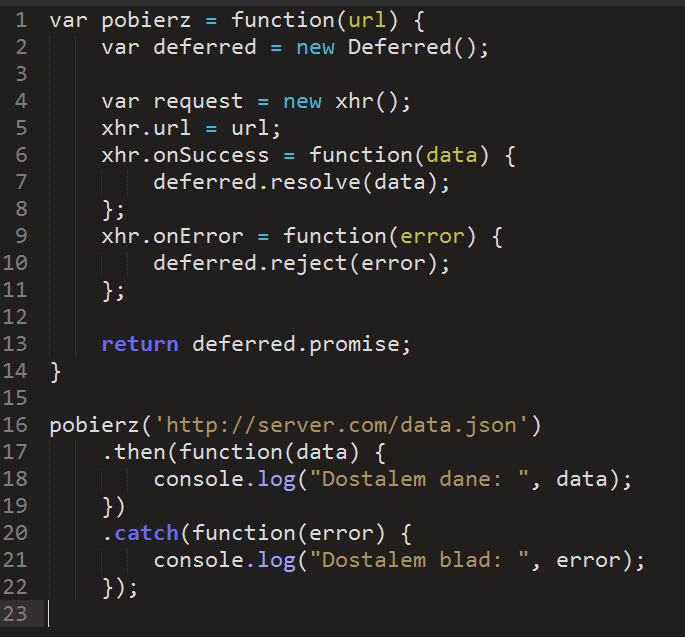 1 var pobierz = function(url) {
2     var deferred = new Deferred();
3
4     var request = new xhr();
5     xhr.url = url;
6     xhr.onSuccess = function(data) {
7         deferred.resolve(data);
8     };
9     xhr.onError = function(error) {
10         deferred.reject(error);
11     };
12
13     return deferred.promise;
14 }
15
16 pobierz('http://server.com/data.json')
17     .then(function(data) {
18         console.log("Dostalem dane: ", data);
19     })
20     .catch(function(error) {
21         console.log("Dostalem blad: ", error);
22     });
23